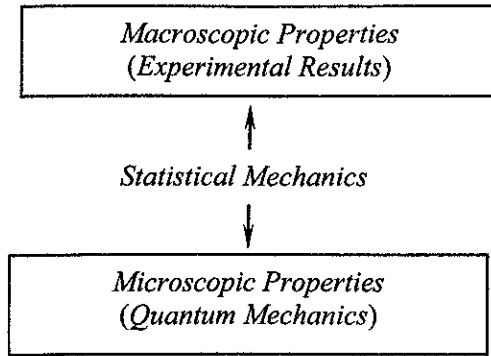 Macroscopic Properties
(Experimental Results)
Statistical Mechanics
Microscopic Properties
(Quantum Mechanics)